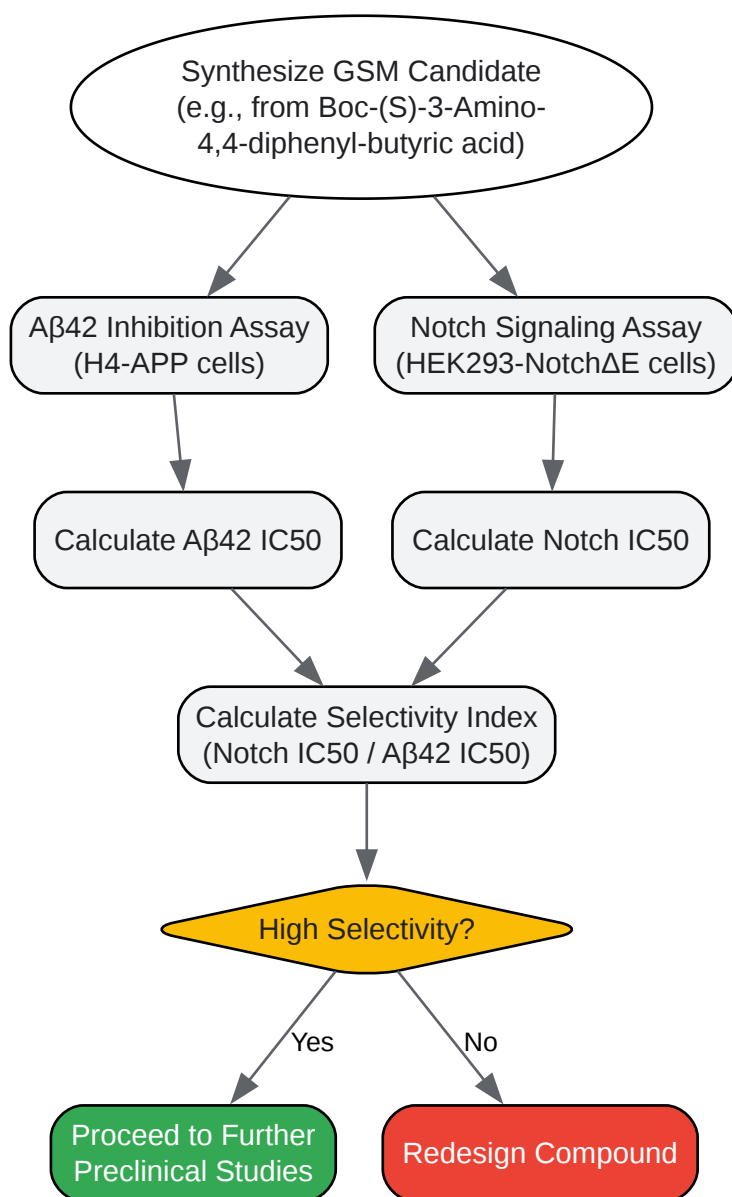 Synthesize GSM Candidate
(e.g., from Boc-(S)-3-Amino-
4,4-diphenyl-butyric acid)
Aβ42 Inhibition Assay
(H4-APP cells)
Notch Signaling Assay
(HEK293-NotchΔE cells)
Calculate Aβ42 IC50
Calculate Notch IC50
Calculate Selectivity Index
(Notch IC50 / Aβ42 IC50)
High Selectivity?
Yes
No
Proceed to Further
Preclinical Studies
Redesign Compound